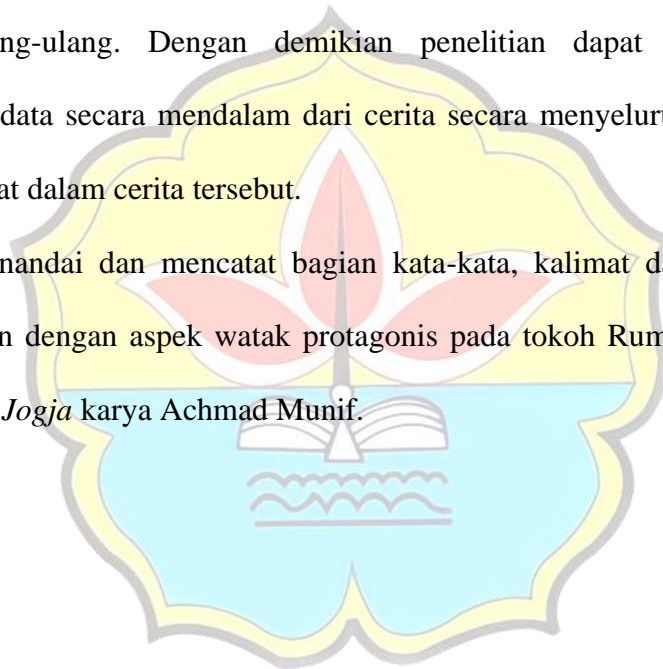 ng-ulang. Dengan demikian penelitian dapat
data secara mendalam dari cerita secara menyeluru
at dalam cerita tersebut.
nandai dan mencatat bagian kata-kata, kalimat da
n dengan aspek watak protagonis pada tokoh Rum
Jogja karya Achmad Munif.